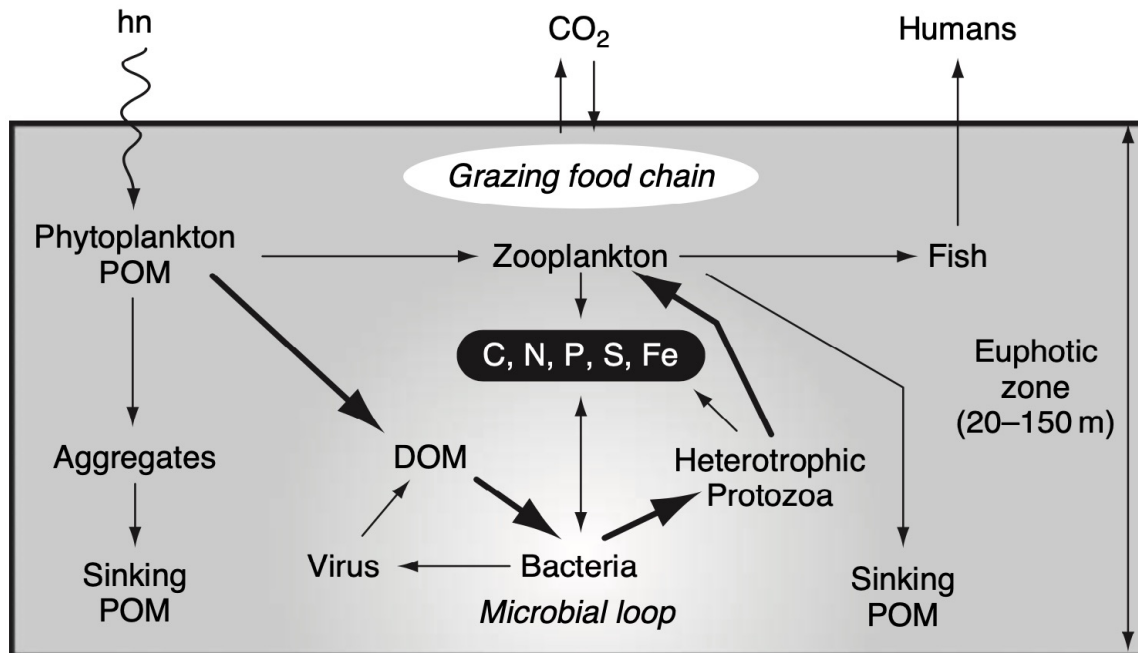 hn
CO2
Humans
Grazing food chain
Phytoplankton
POM
Zooplankton
Fish
C, N, P, S, Fe
Euphotic
zone
(20–150 m)
Aggregates
DOM
Heterotrophic
Protozoa
Virus
Bacteria
Sinking
POM
Microbial loop
Sinking
POM